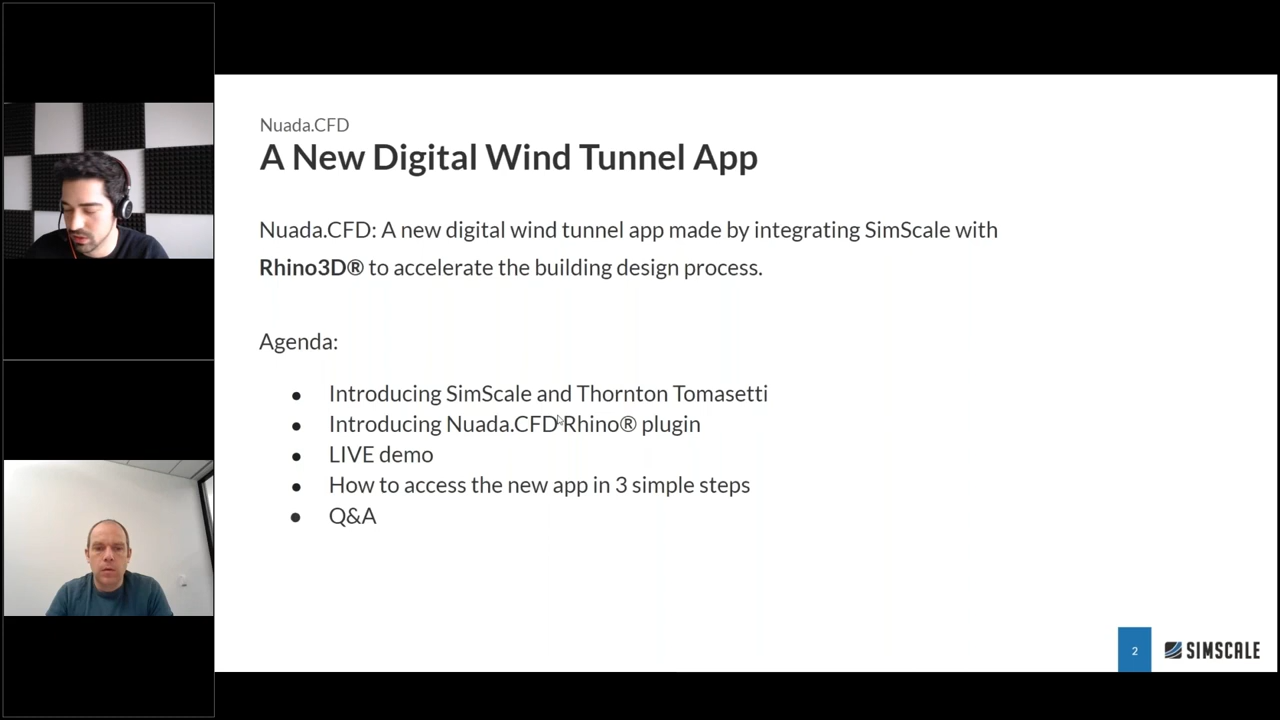 Nuada.CFD
A New Digital Wind Tunnel App
Nuada.CFD: A new digital wind tunnel app made by integrating SimScale with
Rhino3D® to accelerate the building design process.
Agenda:
● Introducing SimScale and Thornton Tomasetti
● Introducing Nuada.CFD Rhino® plugin
● LIVE demo
● How to access the new app in 3 simple steps
● Q&A
2
SIMSCALE